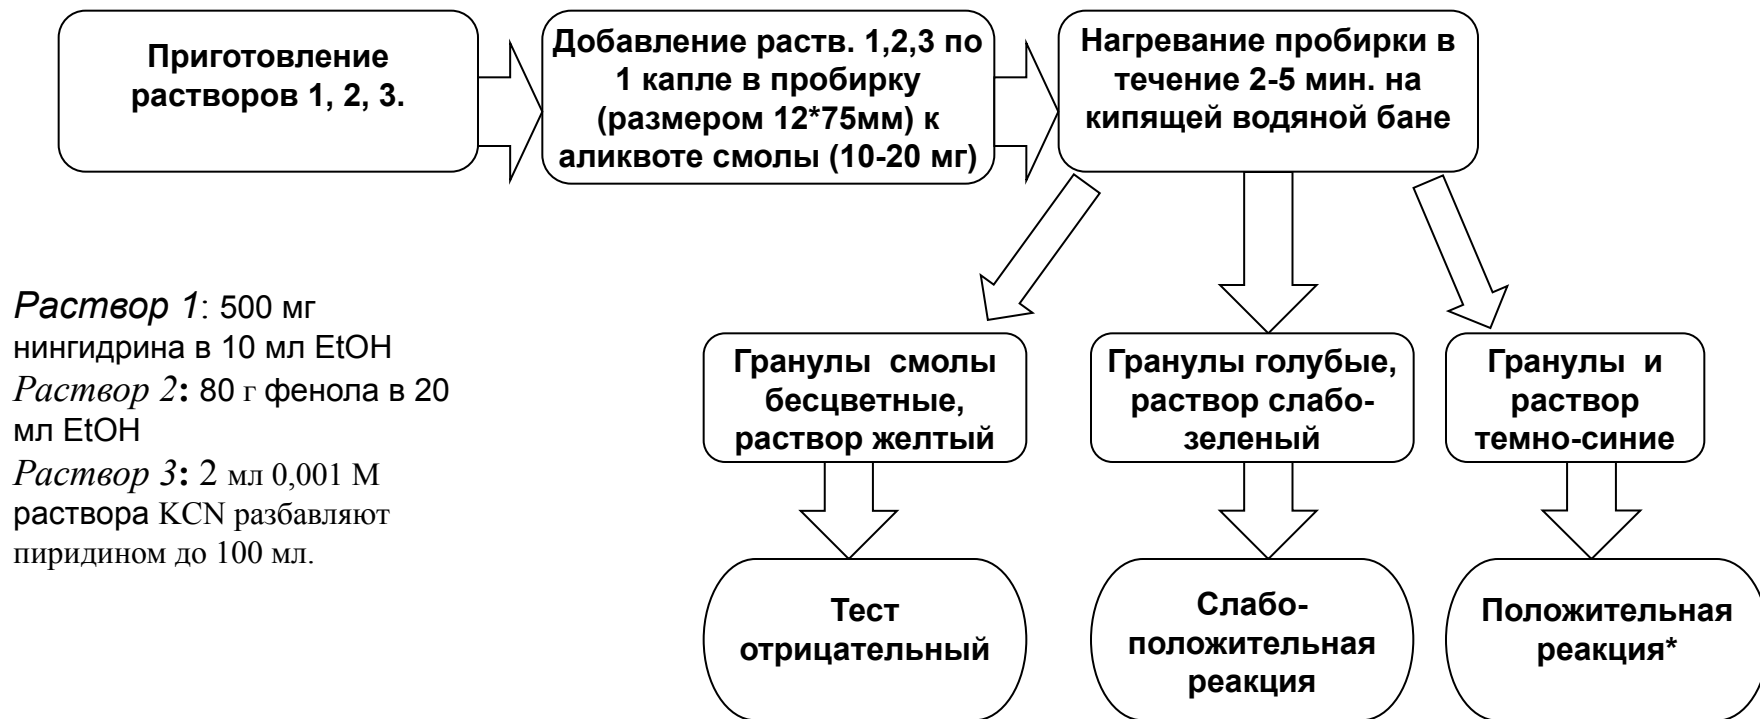 Приготовление
растворов 1, 2, 3.
Добавление раств. 1,2,3 по
1 капле в пробирку
(размером 12*75мм) к
аликвоте смолы (10-20 мг)
Нагревание пробирки в
течение 2-5 мин. на
кипящей водяной бане
Раствор 1: 500 мг
нингидрина в 10 мл EtOH
Раствор 2: 80 г фенола в 20
мл EtOH
Раствор 3: 2 мл 0,001 М
раствора KCN разбавляют
пиридином до 100 мл.
Гранулы смолы
бесцветные,
раствор желтый
Гранулы голубые,
раствор слабо-
зеленый
Гранулы и
раствор
темно-синие
Тест
отрицательный
Слабо-
положительная
реакция
Положительная
реакция*